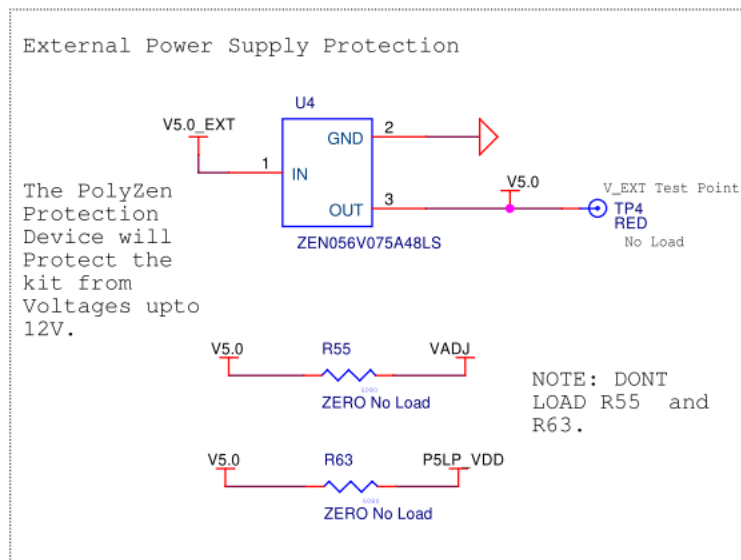 External Power Supply Protection
U4
V5.0_EXT
1
IN
GND
2
OUT
3
ZEN056V075A48LS
V5.0
V_EXT Test Point
TP4
RED
No Load
The PolyZen
Protection
Device will
Protect the
kit from
Voltages upto
12V.
V5.0
R55
VADJ
ZERO No Load
NOTE: DONT
LOAD R55 and
R63.
V5.0
R63
P5LP_VDD
ZERO No Load